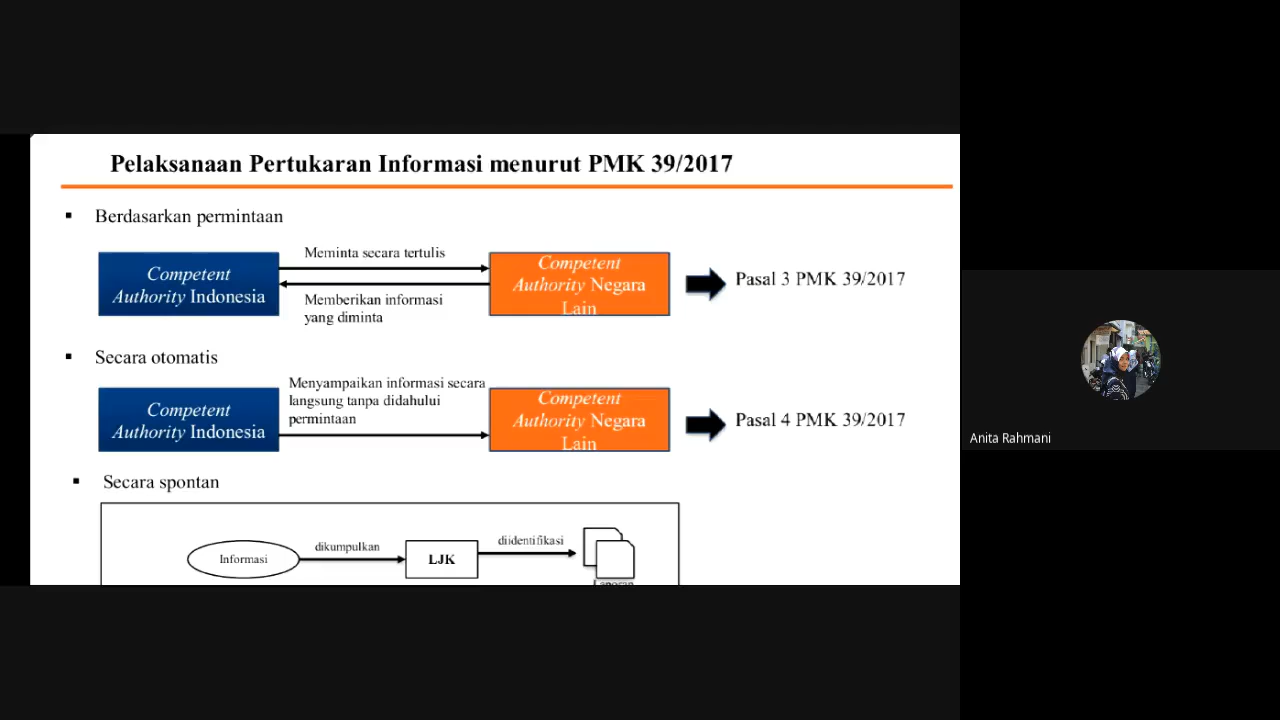 Pelaksanaan Pertukaran Informasi menurut PMK 39/2017
▪ Berdasarkan permintaan
Meminta secara tertulis
Competent
Authority Indonesia
Competent
Authority Negara
Lain
Pasal 3 PMK 39/2017
Memberikan informasi
yang diminta
▪ Secara otomatis
Menyampaikan informasi secara
langsung tanpa didahului
permintaan
Competent
Authority Indonesia
Competent
Authority Negara
Lain
Pasal 4 PMK 39/2017
Anita Rahmani
▪ Secara spontan
Informasi
dikumpulkan
LJK
diidentifikasi
Laporan